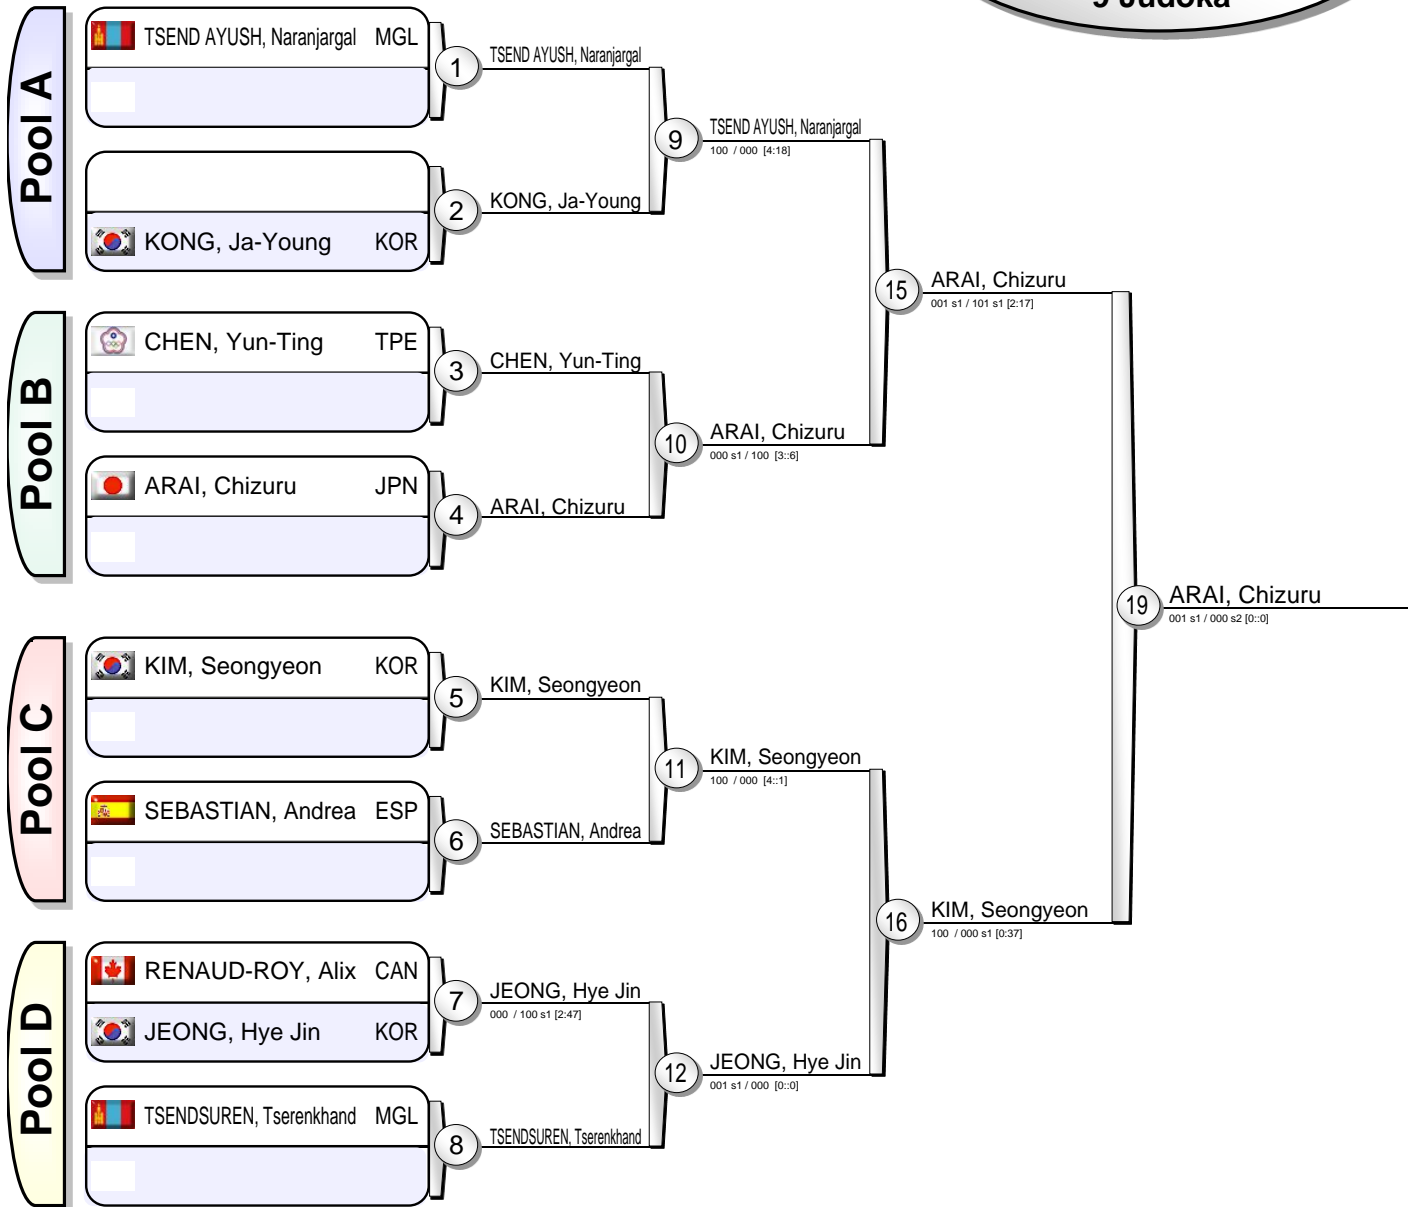 9 Judoka
Pool A
TSEND AYUSH, Naranjargal MGL
1
TSEND AYUSH, Naranjargal
9
TSEND AYUSH, Naranjargal
100 / 000 [4:18]
2
KONG, Ja-Young
KONG, Ja-Young KOR
15
ARAI, Chizuru
001 s1 / 101 s1 [2:17]
Pool B
CHEN, Yun-Ting TPE
3
CHEN, Yun-Ting
10
ARAI, Chizuru
000 s1 / 100 [3::6]
ARAI, Chizuru JPN
4
ARAI, Chizuru
19
ARAI, Chizuru
001 s1 / 000 s2 [0::0]
Pool C
KIM, Seongyeon KOR
5
KIM, Seongyeon
11
KIM, Seongyeon
100 / 000 [4::1]
SEBASTIAN, Andrea ESP
6
SEBASTIAN, Andrea
16
KIM, Seongyeon
100 / 000 s1 [0:37]
Pool D
RENAUD-ROY, Alix CAN
7
JEONG, Hye Jin
000 / 100 s1 [2:47]
JEONG, Hye Jin KOR
12
JEONG, Hye Jin
001 s1 / 000 [0::0]
TSENDSUREN, Tserenkhand MGL
8
TSENDSUREN, Tserenkhand